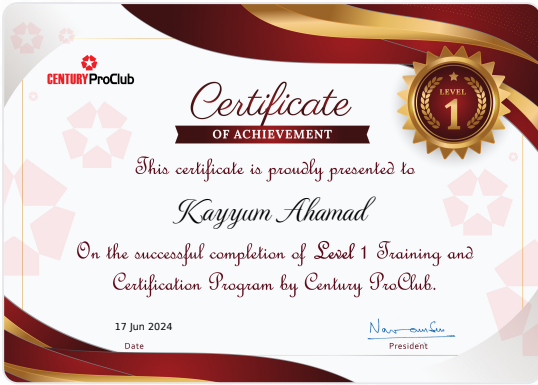 CENTURY ProClub
Certificate
OF ACHIEVEMENT
LEVEL
1
This certificate is proudly presented to
Kayyum Ahamad
On the successful completion of Level 1 Training and
Certification Program by Century ProClub.
17 Jun 2024
Date
President